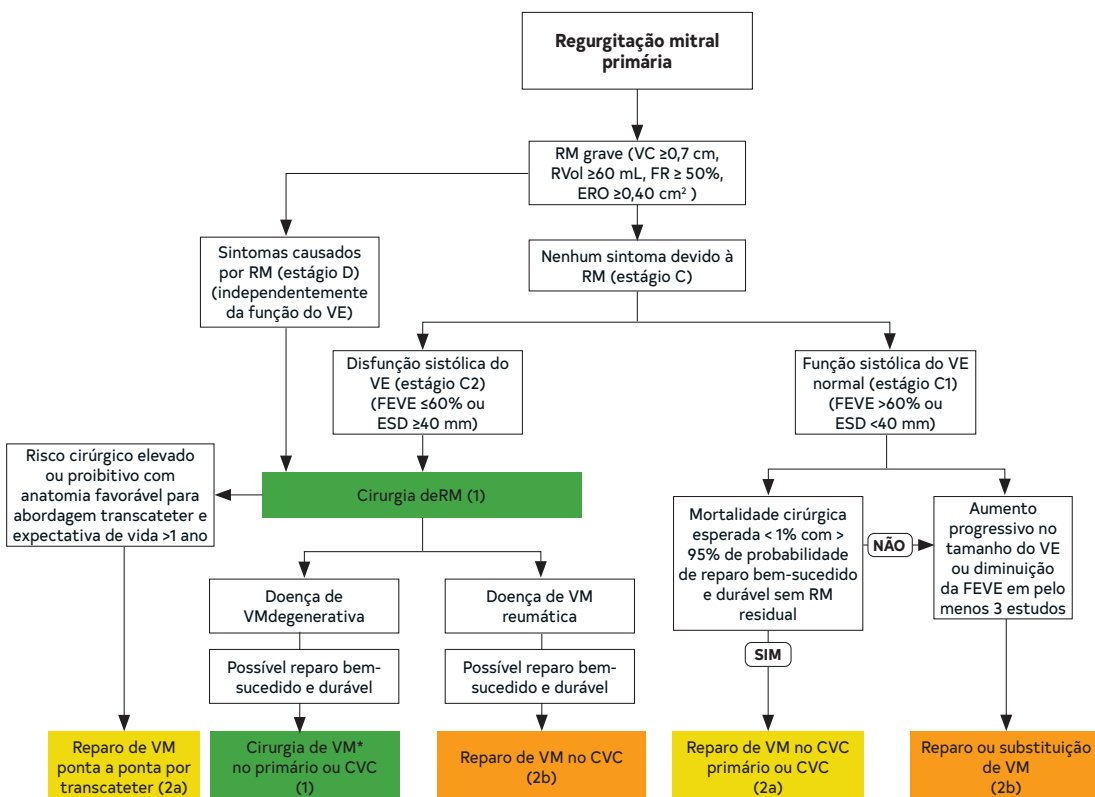 Regurgitação mitral
primária
RM grave (VC ≥0,7 cm,
RVol ≥60 mL, FR ≥ 50%,
ERO ≥0,40 cm² )
Sintomas causados
por RM (estágio D)
(independentemente
da função do VE)
Nenhum sintoma devido à
RM (estágio C)
Disfunção sistólica do
VE (estágio C2)
(FEVE ≤60% ou
ESD ≥40 mm)
Função sistólica do VE
normal (estágio C1)
(FEVE >60% ou
ESD <40 mm)
Risco cirúrgico elevado
ou proibitivo com
anatomia favorável para
abordagem transcateter e
expectativa de vida >1 ano
Cirurgia deRM (1)
Mortalidade cirúrgica
esperada < 1% com >
95% de probabilidade
de reparo bem-sucedido
e durável sem RM
residual
NÃO
Aumento
progressivo no
tamanho do VE
ou diminuição
da FEVE em pelo
menos 3 estudos
Doença de
VMdegenerativa
Doença de VM
reumática
SIM
Possível reparo bem-
sucedido e durável
Possível reparo bem-
sucedido e durável
Reparo de VM
ponta a ponta por
transcateter (2a)
Cirurgia de VM*
no primário ou CVC
(1)
Reparo de VM no CVC
(2b)
Reparo de VM no CVC
primário ou CVC
(2a)
Reparo ou substituição
de VM
(2b)